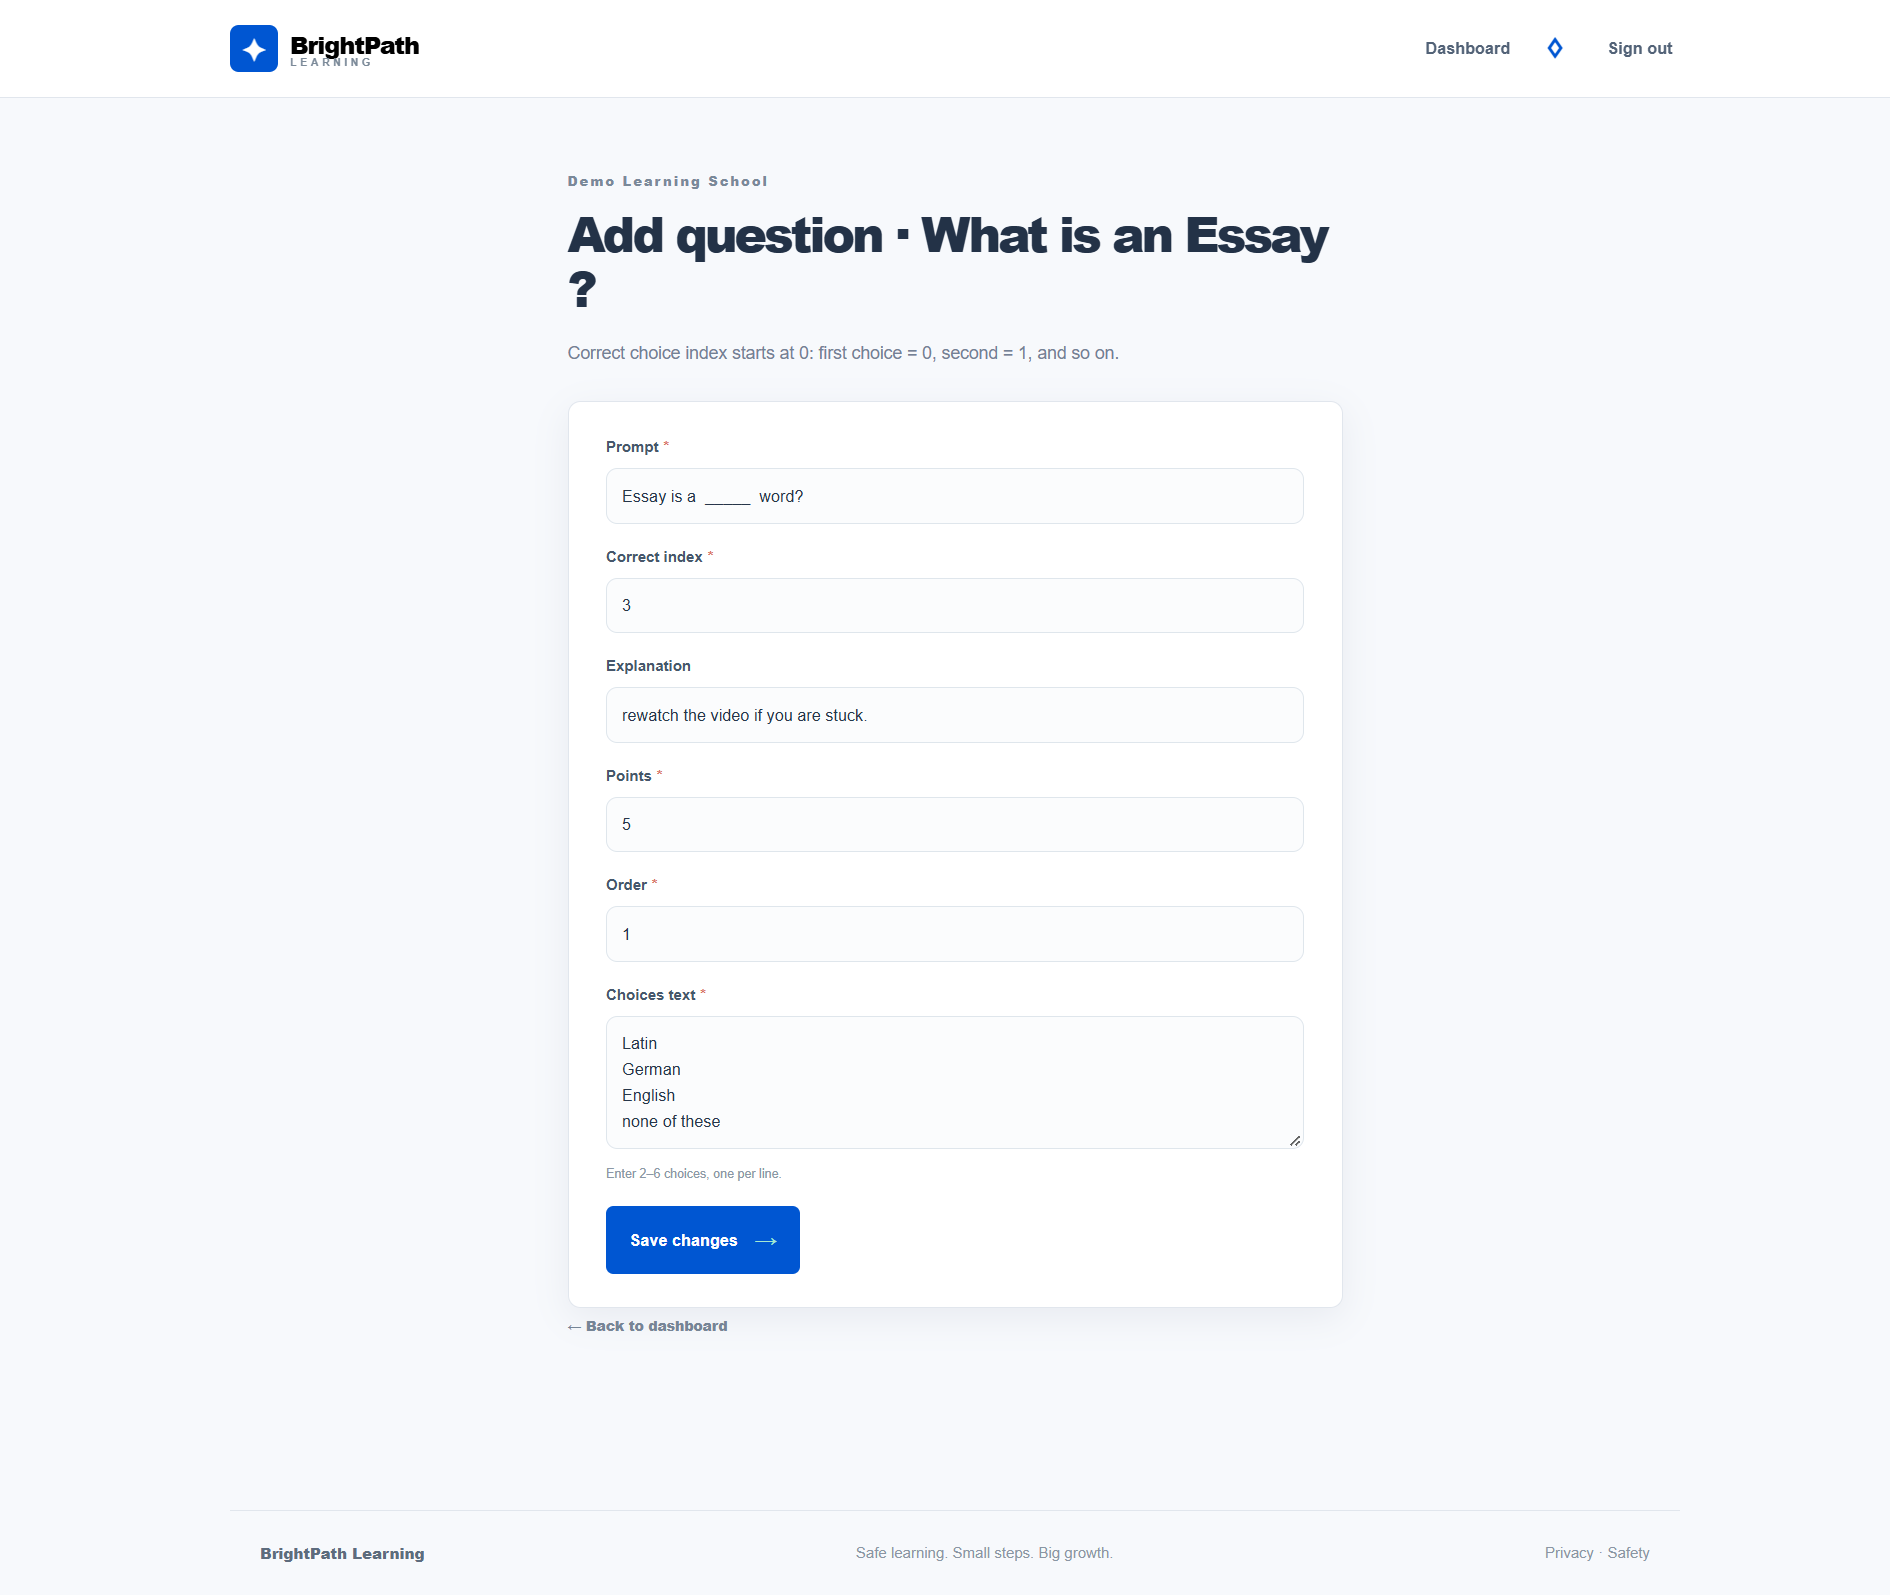 BrightPath
LEARNING
Dashboard
Sign out
Demo Learning School
Add question · What is an Essay
?
Correct choice index starts at 0: first choice = 0, second = 1, and so on.
Prompt *
Essay is a _____ word?
Correct index *
3
Explanation
rewatch the video if you are stuck.
Points *
5
Order *
1
Choices text *
Latin
German
English
none of these
Enter 2–6 choices, one per line.
Save changes →
← Back to dashboard
BrightPath Learning
Safe learning. Small steps. Big growth.
Privacy · Safety